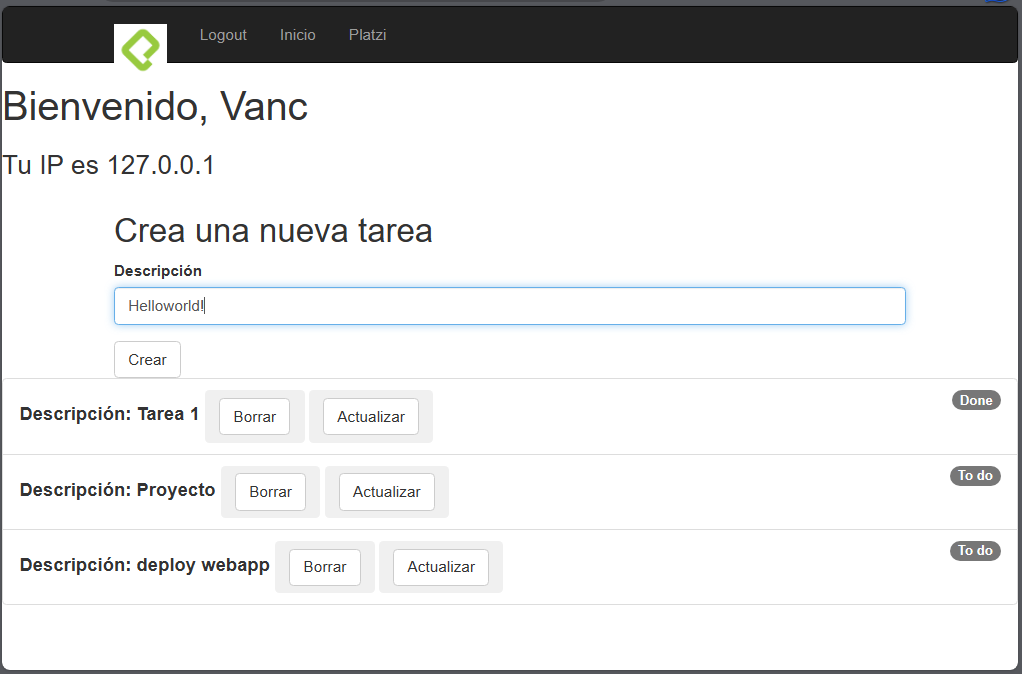 Logout Inicio Platzi
Bienvenido, Vanc
Tu IP es 127.0.0.1
Crea una nueva tarea
Descripción
Helloworld!
Crear
Descripción: Tarea 1 Borrar Actualizar Done
Descripción: Proyecto Borrar Actualizar To do
Descripción: deploy webapp Borrar Actualizar To do